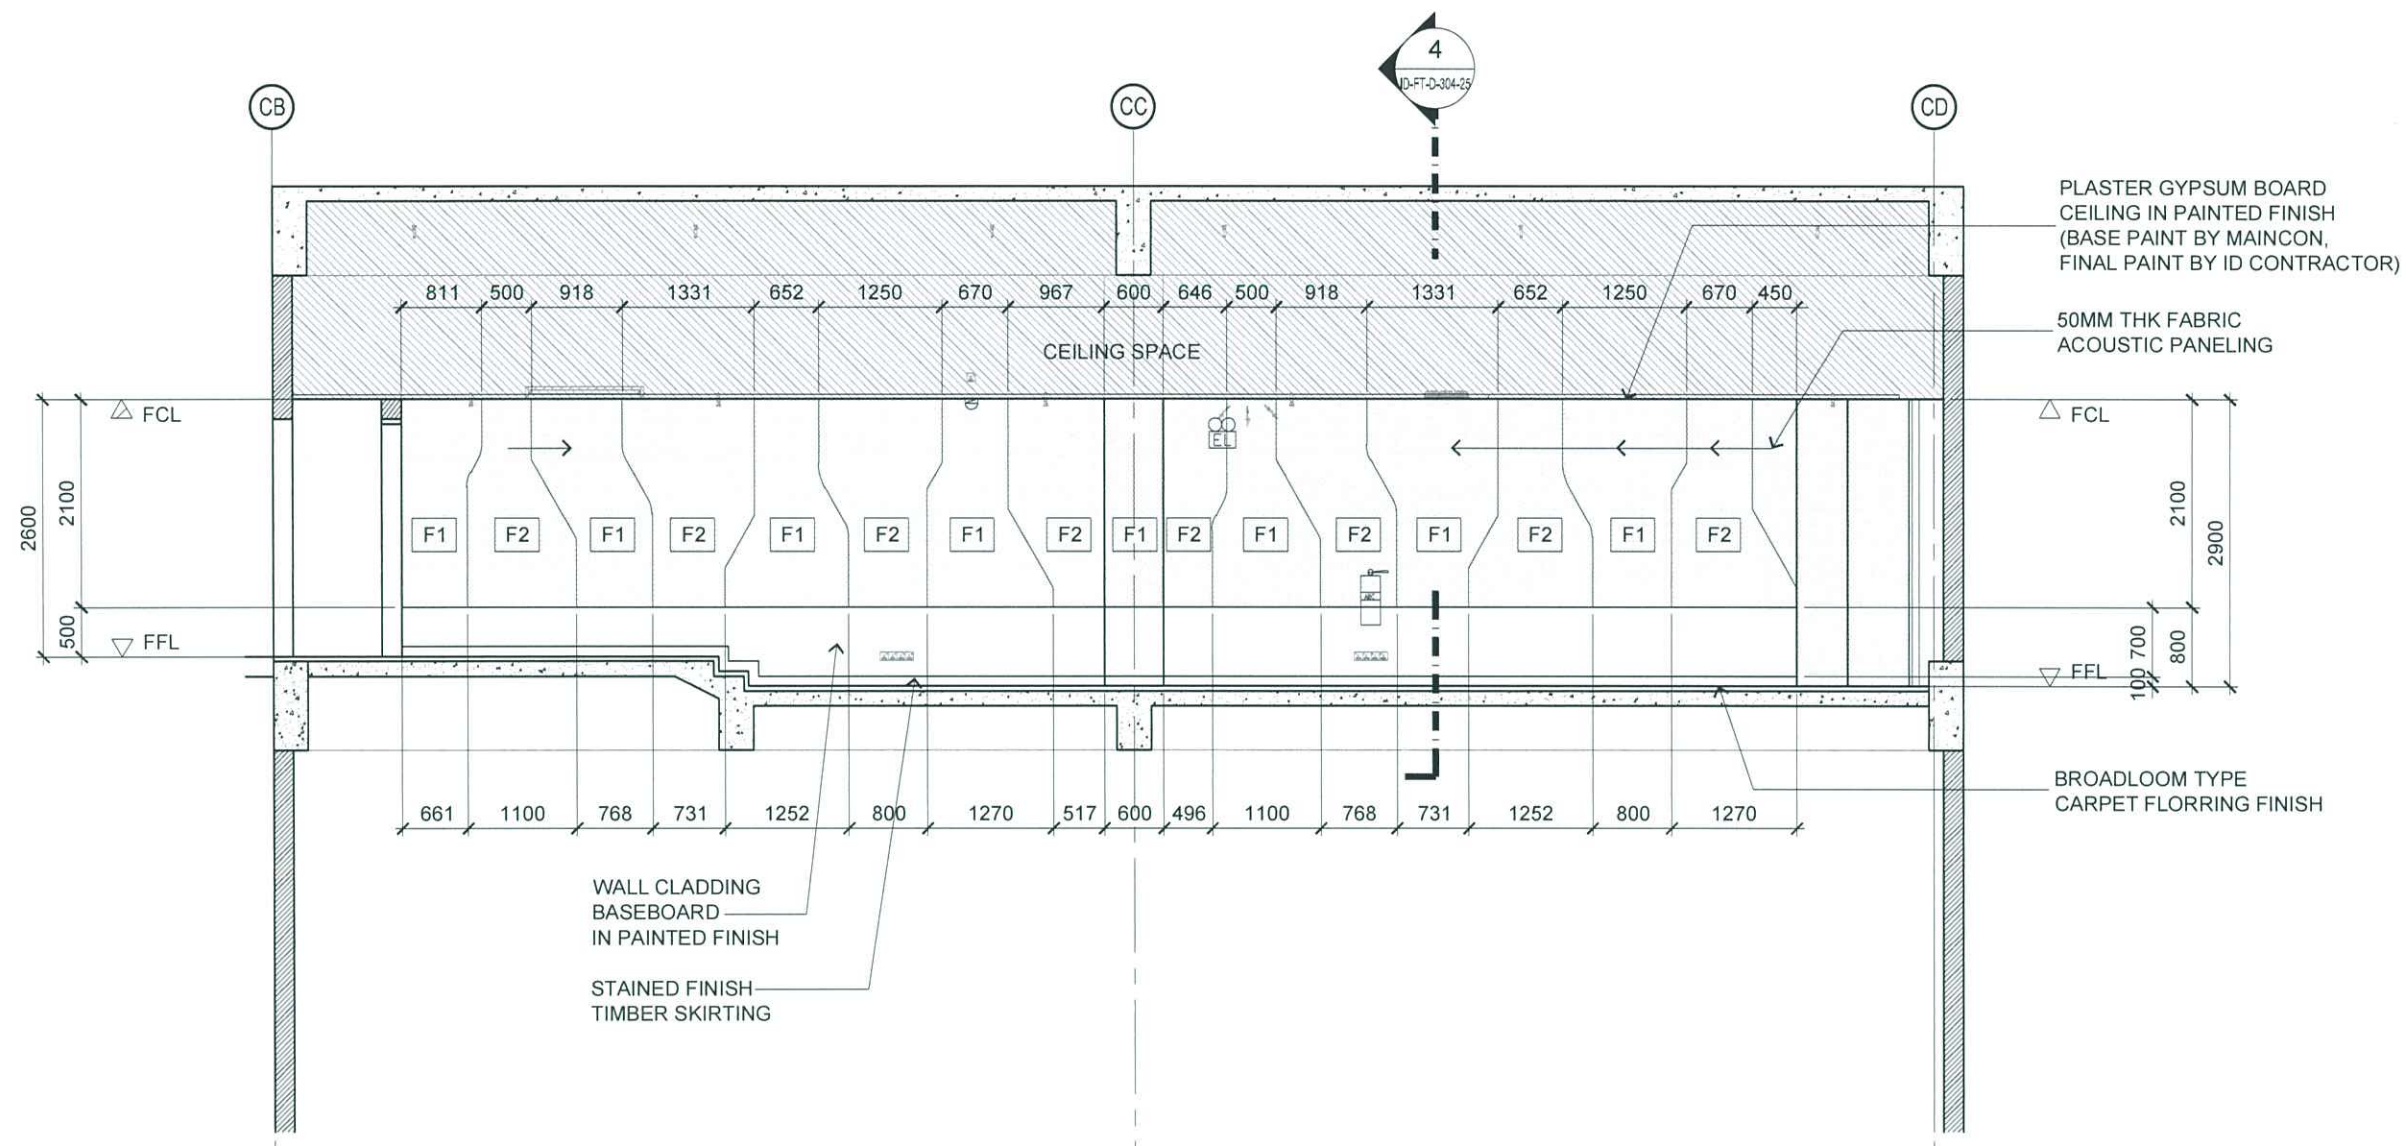 4
ID-FT-D-304-25
CB
CC
CD
PLASTER GYPSUM BOARD
CEILING IN PAINTED FINISH
(BASE PAINT BY MAINCON,
FINAL PAINT BY ID CONTRACTOR)
811 500 918 1331 652 1250 670 967 600 646 500 918 1331 652 1250 670 450
50MM THK FABRIC
ACOUSTIC PANELING
CEILING SPACE
FCL
FCL
EL
2600
2100
2100
2900
F1 F2 F1 F2 F1 F2 F1 F2 F1 F2 F1 F2 F1 F2 F1 F2
ABC
500
FFL
700
800
100
FFL
BROADLOOM TYPE
CARPET FLORRING FINISH
661 1100 768 731 1252 800 1270 517 600 496 1100 768 731 1252 800 1270
WALL CLADDING
BASEBOARD
IN PAINTED FINISH
STAINED FINISH
TIMBER SKIRTING